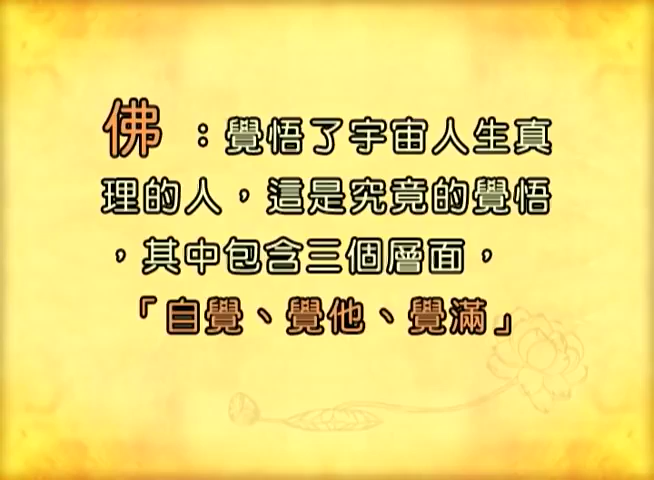 佛：覺悟了宇宙人生真
理的人，這是究竟的覺悟
，其中包含三個層面，
「自覺、覺他、覺滿」